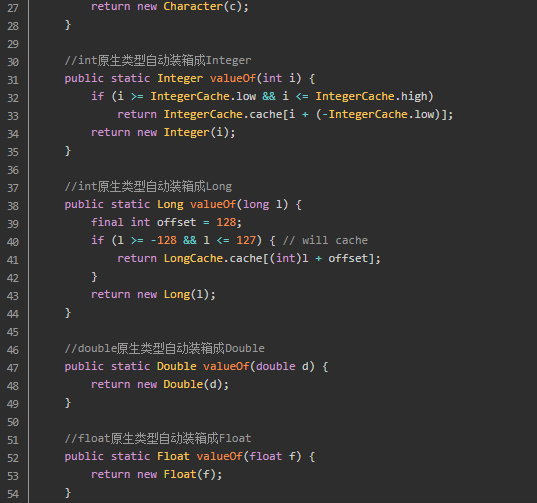 27 return new Character(c);
28 }
29
30 //int原生类型自动装箱成Integer
31 public static Integer valueOf(int i) {
32 if (i >= IntegerCache.low && i <= IntegerCache.high)
33 return IntegerCache.cache[i + (-IntegerCache.low)];
34 return new Integer(i);
35 }
36
37 //int原生类型自动装箱成Long
38 public static Long valueOf(long l) {
39 final int offset = 128;
40 if (l >= -128 && l <= 127) { // will cache
41 return LongCache.cache[(int)l + offset];
42 }
43 return new Long(l);
44 }
45
46 //double原生类型自动装箱成Double
47 public static Double valueOf(double d) {
48 return new Double(d);
49 }
50
51 //float原生类型自动装箱成Float
52 public static Float valueOf(float f) {
53 return new Float(f);
54 }